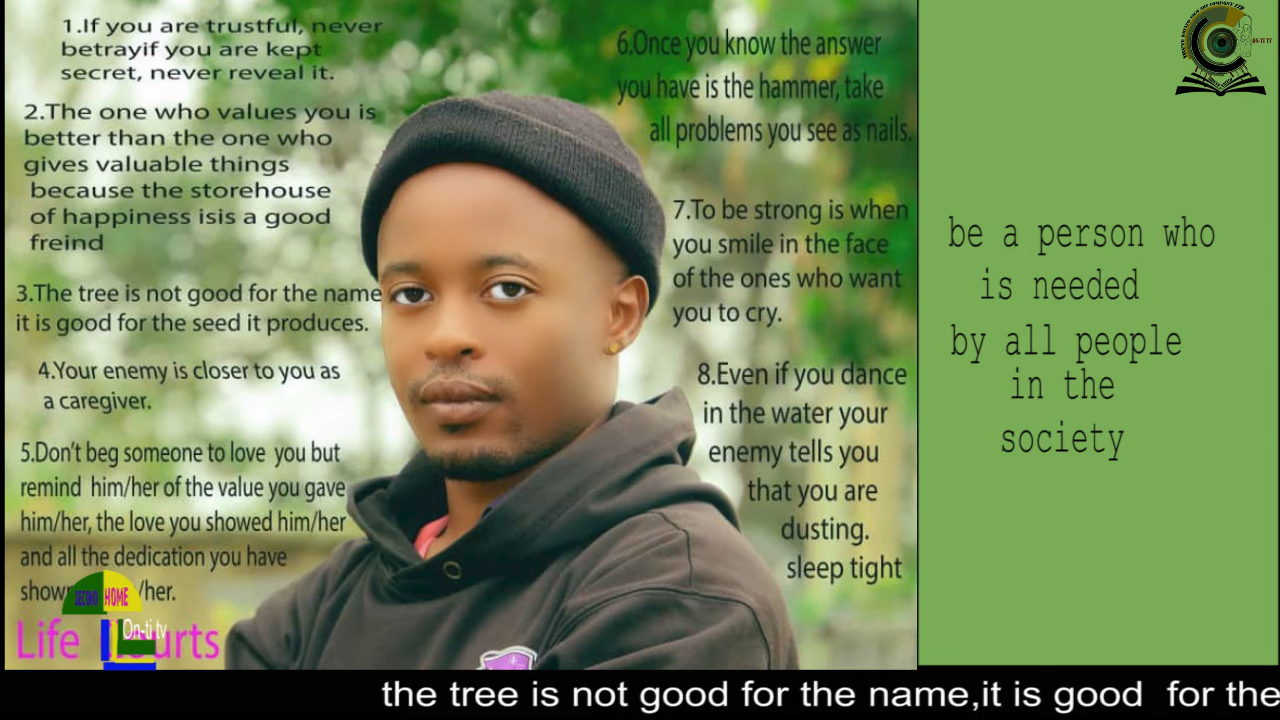 1.If you are trustful, never
betrayif you are kept
secret, never reveal it.
2.The one who values you is
better than the one who
gives valuable things
because the storehouse
of happiness isis a good
freind
3.The tree is not good for the name
it is good for the seed it produces.
4.Your enemy is closer to you as
a caregiver.
5.Don't beg someone to love you but
remind him/her of the value you gave
him/her, the love you showed him/her
and all the dedication you have
/her.
SECOND HOME
On-ti tv
Life
6.Once you know the answer
you have is the hammer, take
all problems you see as nails.
7.To be strong is when
you smile in the face
of the ones who want
you to cry.
8.Even if you dance
in the water your
enemy tells you
that you are
dusting.
sleep tight
ON-TI TV
be a person who
is needed
by all people
in the
society
the tree is not good for the name,it is good for the